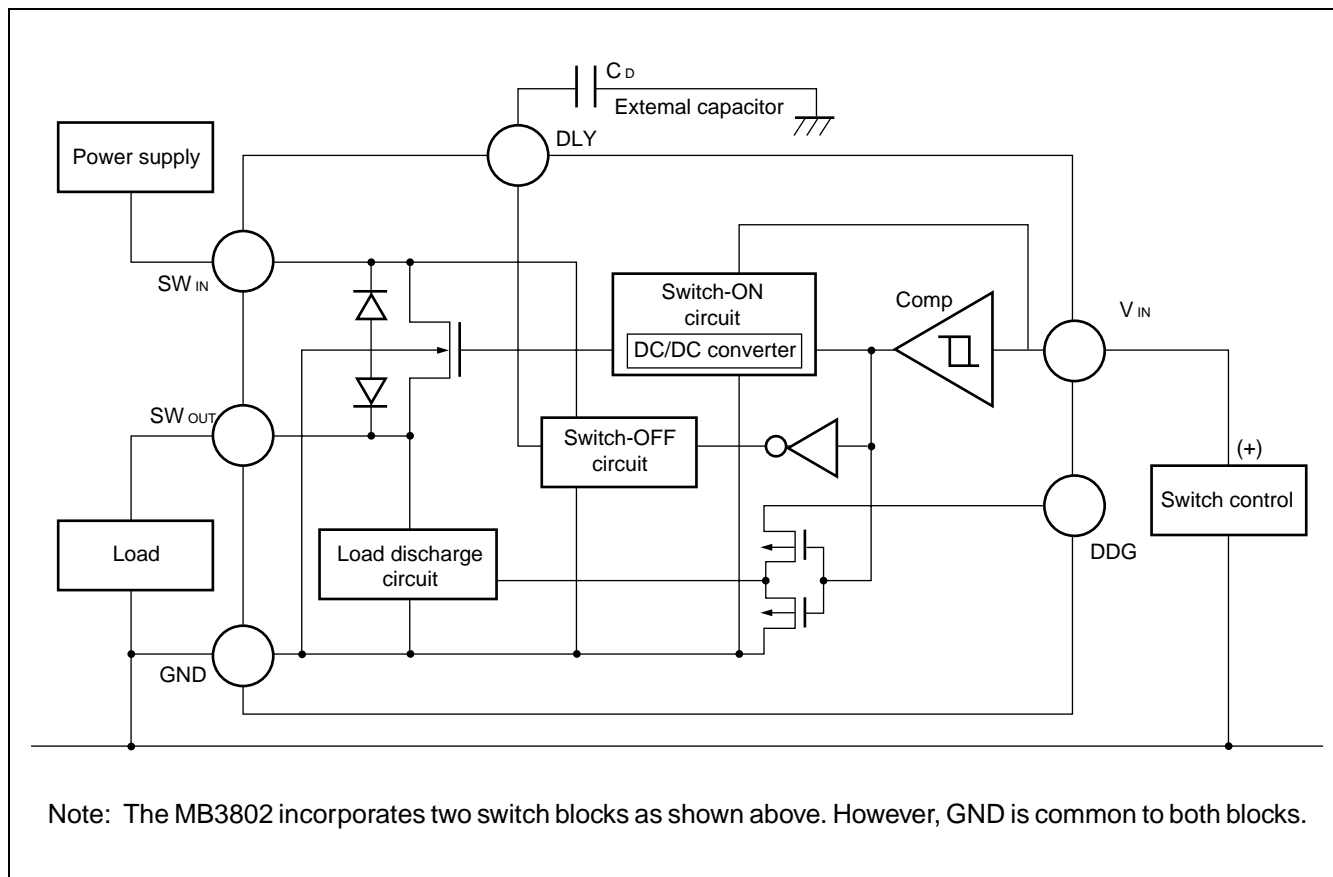 C D
External capacitor
DLY
Power supply
SW IN
Switch-ON
circuit
DC/DC converter
Comp
V IN
SW OUT
Switch-OFF
circuit
(+)
Switch control
Load
Load discharge
circuit
DDG
GND
Note: The MB3802 incorporates two switch blocks as shown above. However, GND is common to both blocks.